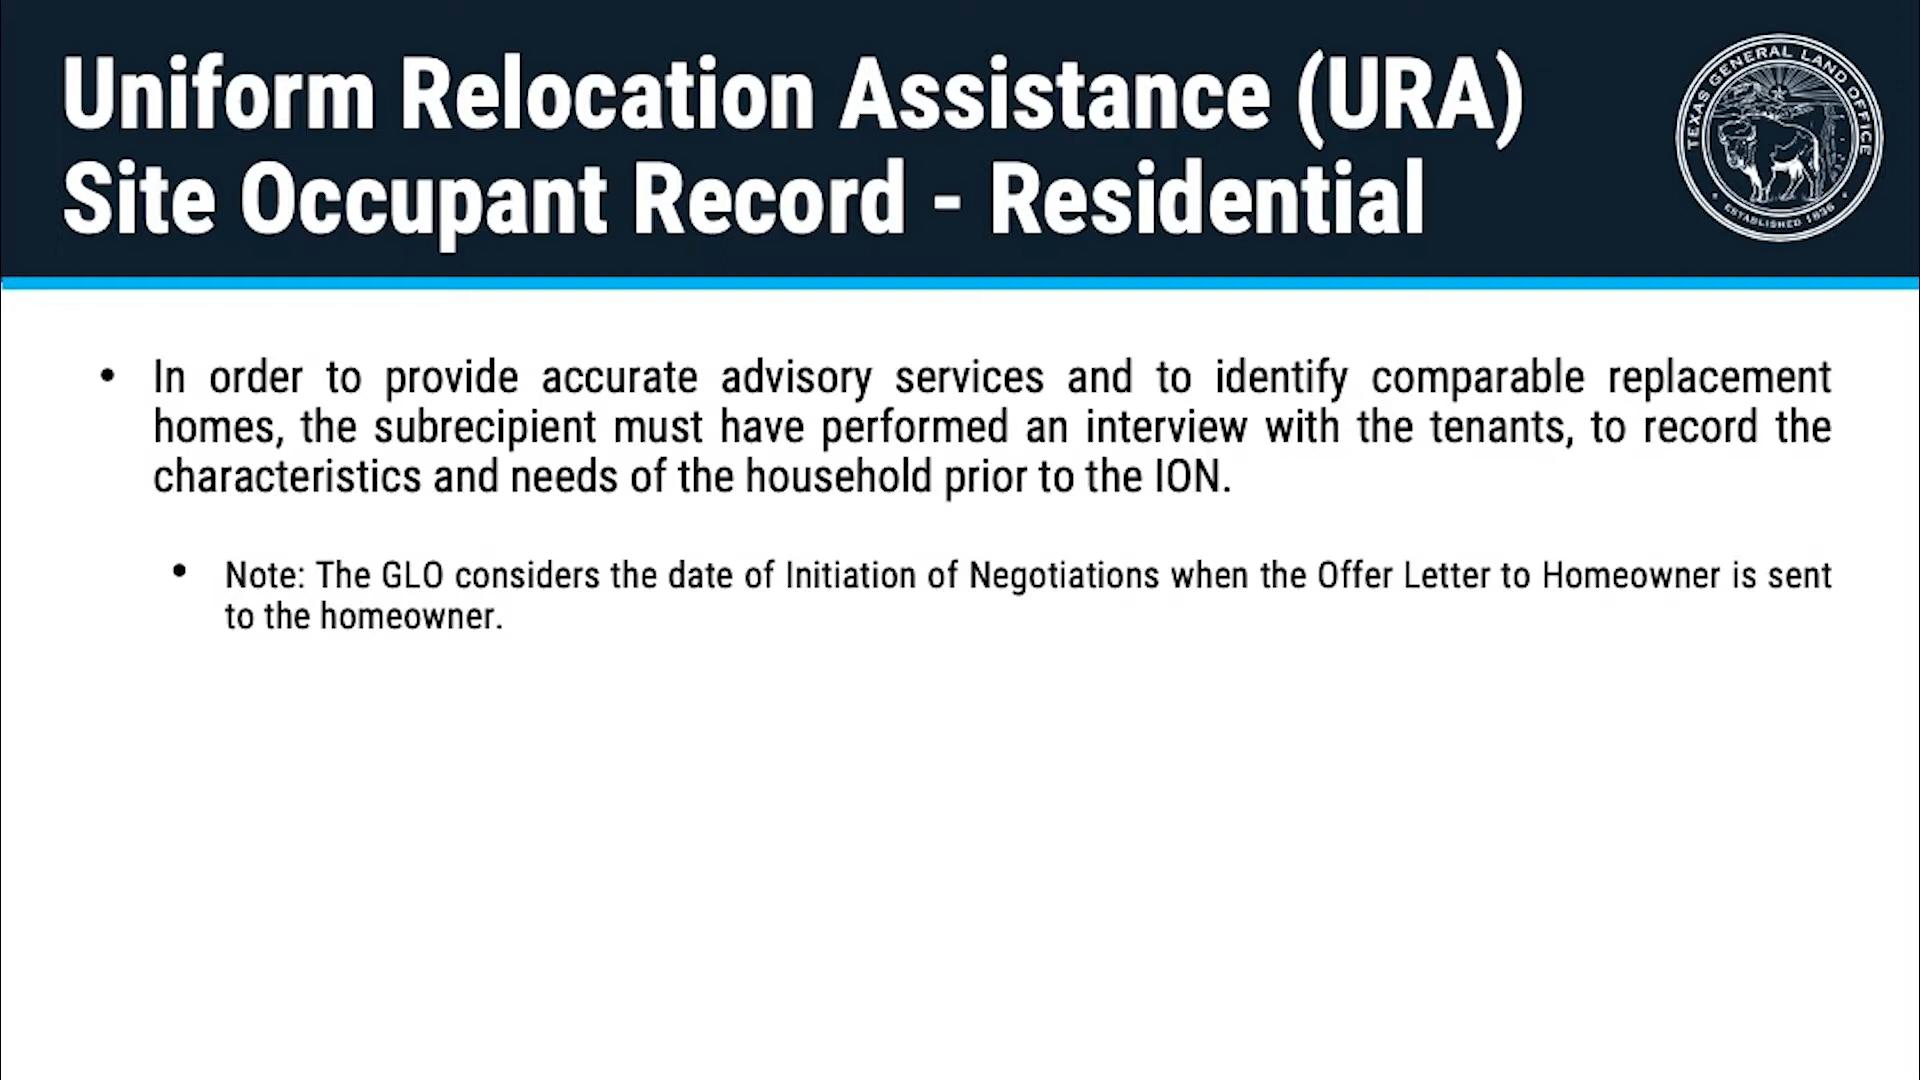 Uniform Relocation Assistance (URA)
Site Occupant Record - Residential
TEXAS GENERAL LAND OFFICE
ESTABLISHED 1836
• In order to provide accurate advisory services and to identify comparable replacement
homes, the subrecipient must have performed an interview with the tenants, to record the
characteristics and needs of the household prior to the ION.
• Note: The GLO considers the date of Initiation of Negotiations when the Offer Letter to Homeowner is sent
to the homeowner.